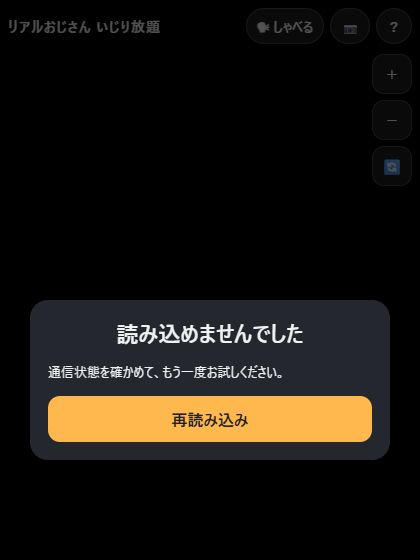 リアルおじさん いじり放題
しゃべる
?
+
−
読み込めませんでした
通信状態を確かめて、もう一度お試しください。
再読み込み